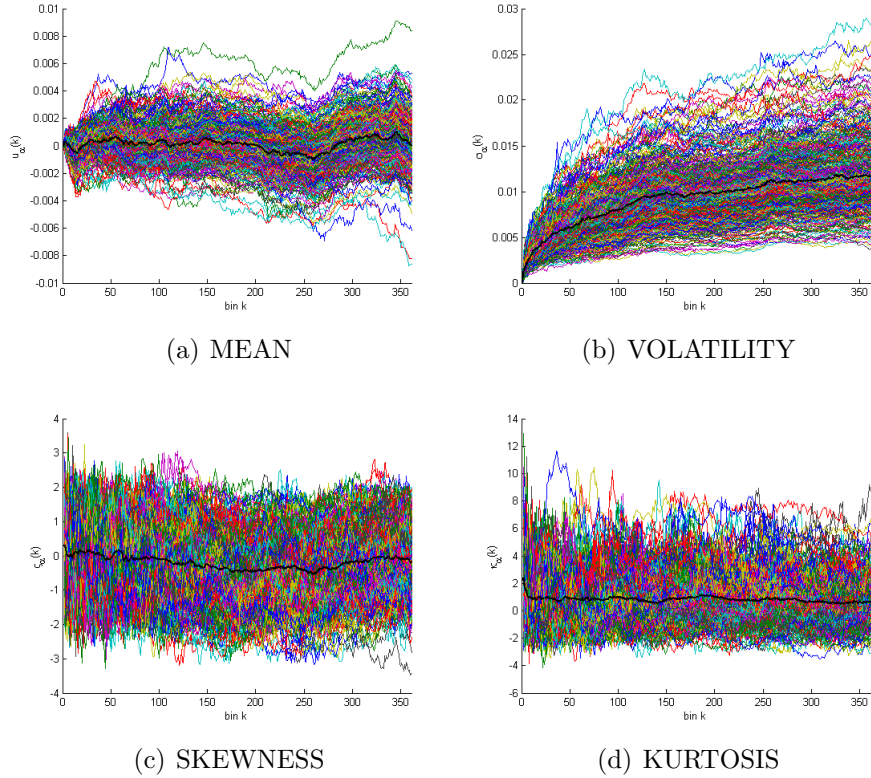 0.01
0.008
0.006
0.004
0.002
0
-0.002
-0.004
-0.006
-0.008
-0.01
u_α(k)
0 50 100 150 200 250 300 350
bin k
(a) MEAN
0.03
0.025
0.02
0.015
0.01
0.005
0
σ_α(k)
0 50 100 150 200 250 300 350
bin k
(b) VOLATILITY
4
3
2
1
0
-1
-2
-3
-4
ς_α(k)
0 50 100 150 200 250 300 350
bin k
(c) SKEWNESS
14
12
10
8
6
4
2
0
-2
-4
-6
κ_α(k)
0 50 100 150 200 250 300 350
bin k
(d) KURTOSIS